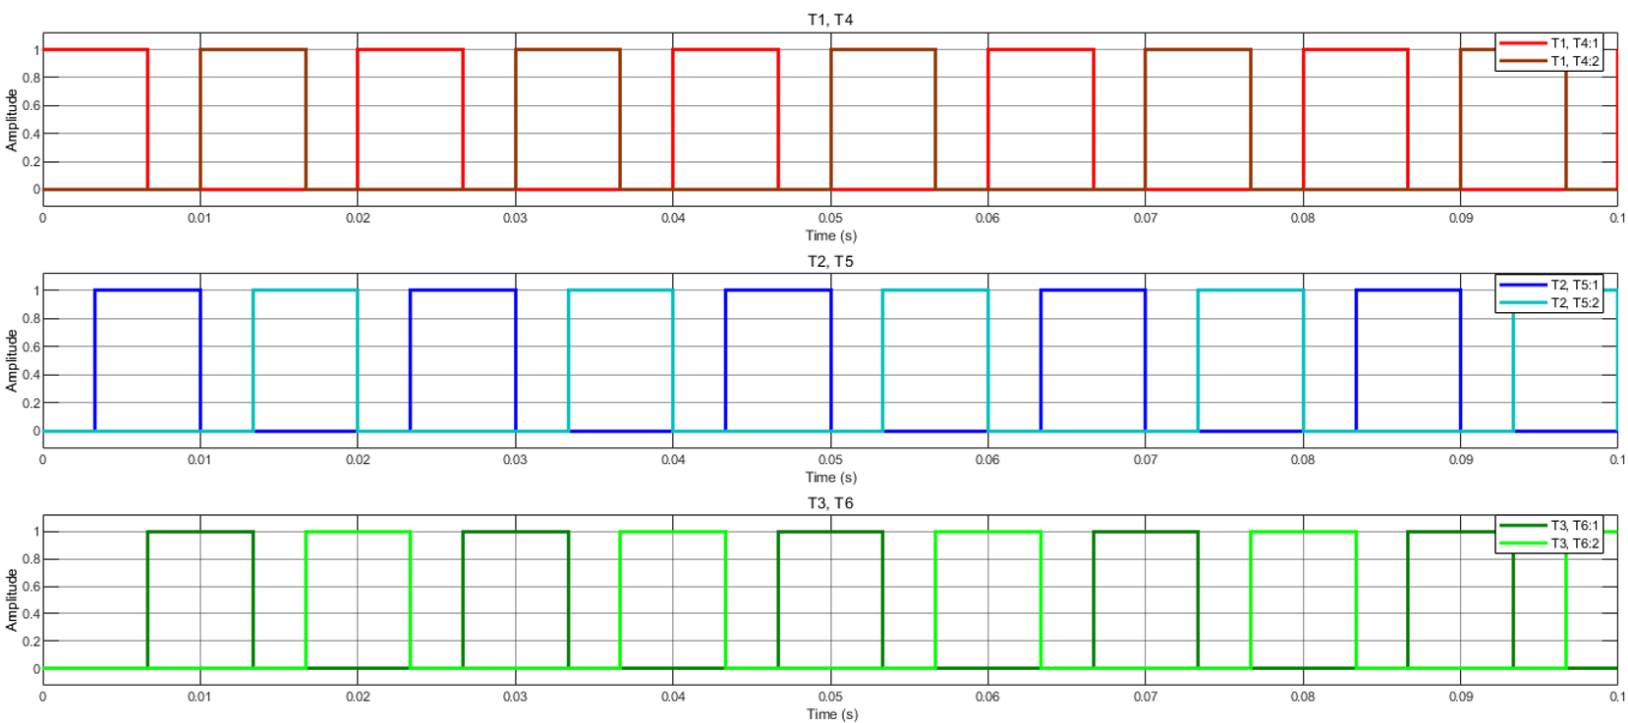 T1, T4
1
0.8
0.6
0.4
0.2
0
Amplitude
T1, T4:1
T1, T4:2
0 0.01 0.02 0.03 0.04 0.05 0.06 0.07 0.08 0.09 0.1
Time (s)
T2, T5
1
0.8
0.6
0.4
0.2
0
Amplitude
T2, T5:1
T2, T5:2
0 0.01 0.02 0.03 0.04 0.05 0.06 0.07 0.08 0.09 0.1
Time (s)
T3, T6
1
0.8
0.6
0.4
0.2
0
Amplitude
T3, T6:1
T3, T6:2
0 0.01 0.02 0.03 0.04 0.05 0.06 0.07 0.08 0.09 0.1
Time (s)